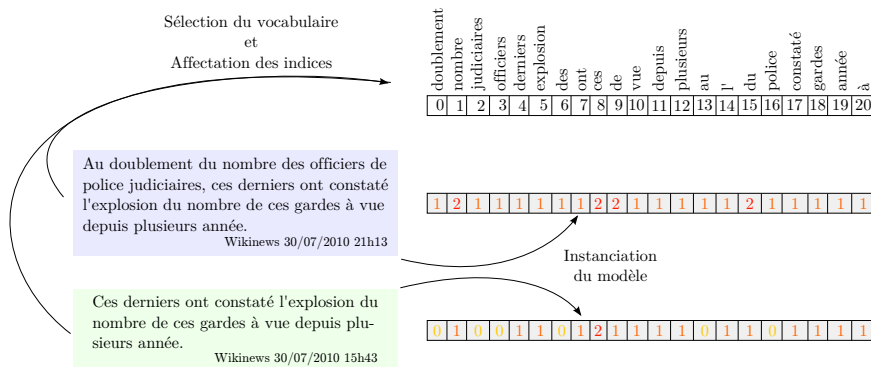 Sélection du vocabulaire
et
Affectation des indices
doublement nombre judiciaires officiers derniers explosion des ont ces de vue depuis plusieurs au l' du police constaté gardes année à
0 1 2 3 4 5 6 7 8 9 10 11 12 13 14 15 16 17 18 19 20
Au doublement du nombre des officiers de
police judiciaires, ces derniers ont constaté
l'explosion du nombre de ces gardes à vue
depuis plusieurs année.
Wikinews 30/07/2010 21h13
1 2 1 1 1 1 1 1 2 2 1 1 1 1 1 2 1 1 1 1 1
Instanciation
du modèle
Ces derniers ont constaté l'explosion du
nombre de ces gardes à vue depuis plu-
sieurs année.
Wikinews 30/07/2010 15h43
0 1 0 0 1 1 0 1 2 1 1 1 1 0 1 1 0 1 1 1 1